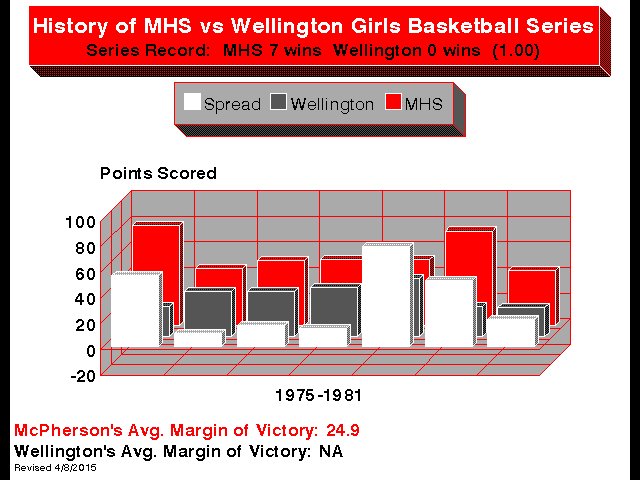 History of MHS vs Wellington Girls Basketball Series
Series Record:  MHS 7 wins  Wellington 0 wins  (1.00)
Spread Wellington MHS
Points Scored
100
80
60
40
20
0
-20
1975-1981
McPherson's Avg. Margin of Victory: 24.9
Wellington's Avg. Margin of Victory: NA
Revised 4/8/2015